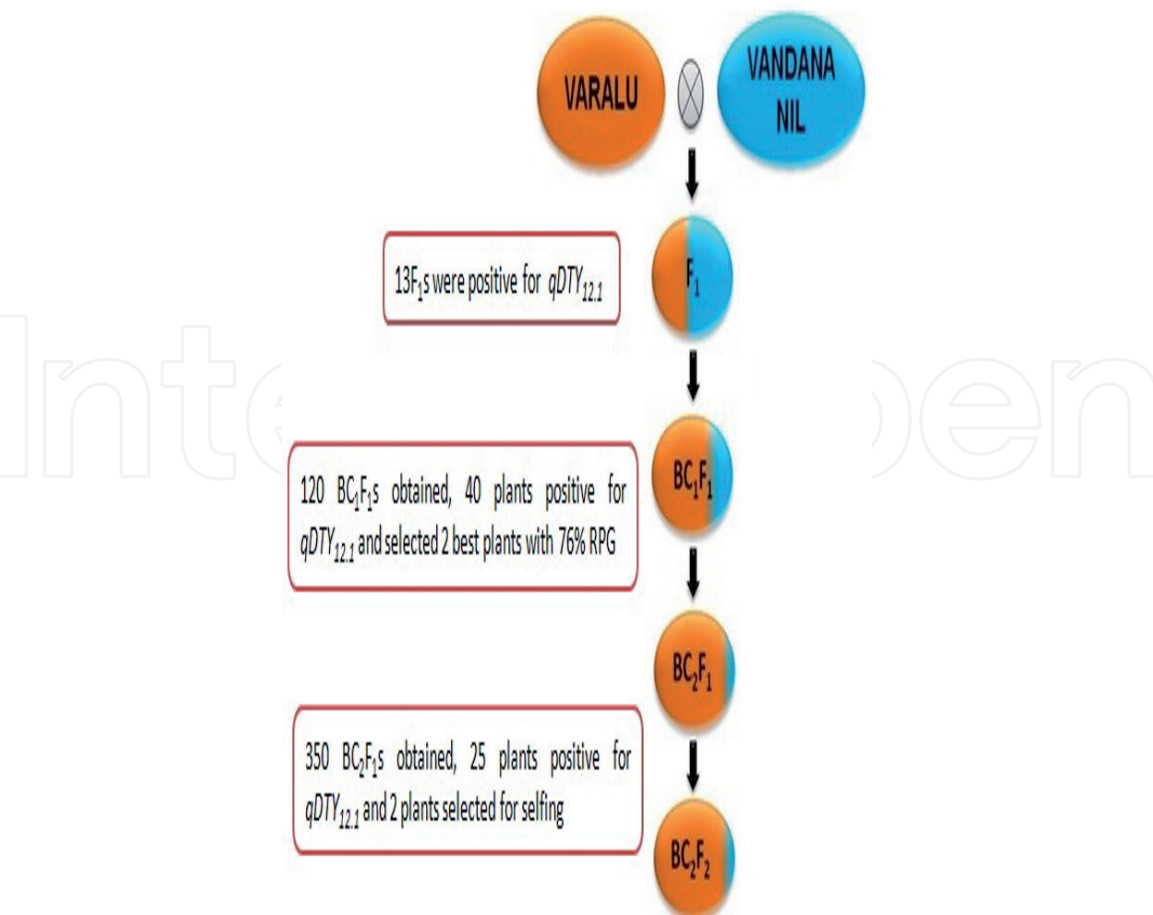 VARALU
VANDANA
NIL
13F₁s were positive for qDTY₁₂.₁
F₁
120 BC₁F₁s obtained, 40 plants positive for
qDTY₁₂.₁ and selected 2 best plants with 76% RPG
BC₁F₁
BC₂F₁
350 BC₂F₁s obtained, 25 plants positive for
qDTY₁₂.₁ and 2 plants selected for selfing
BC₂F₂